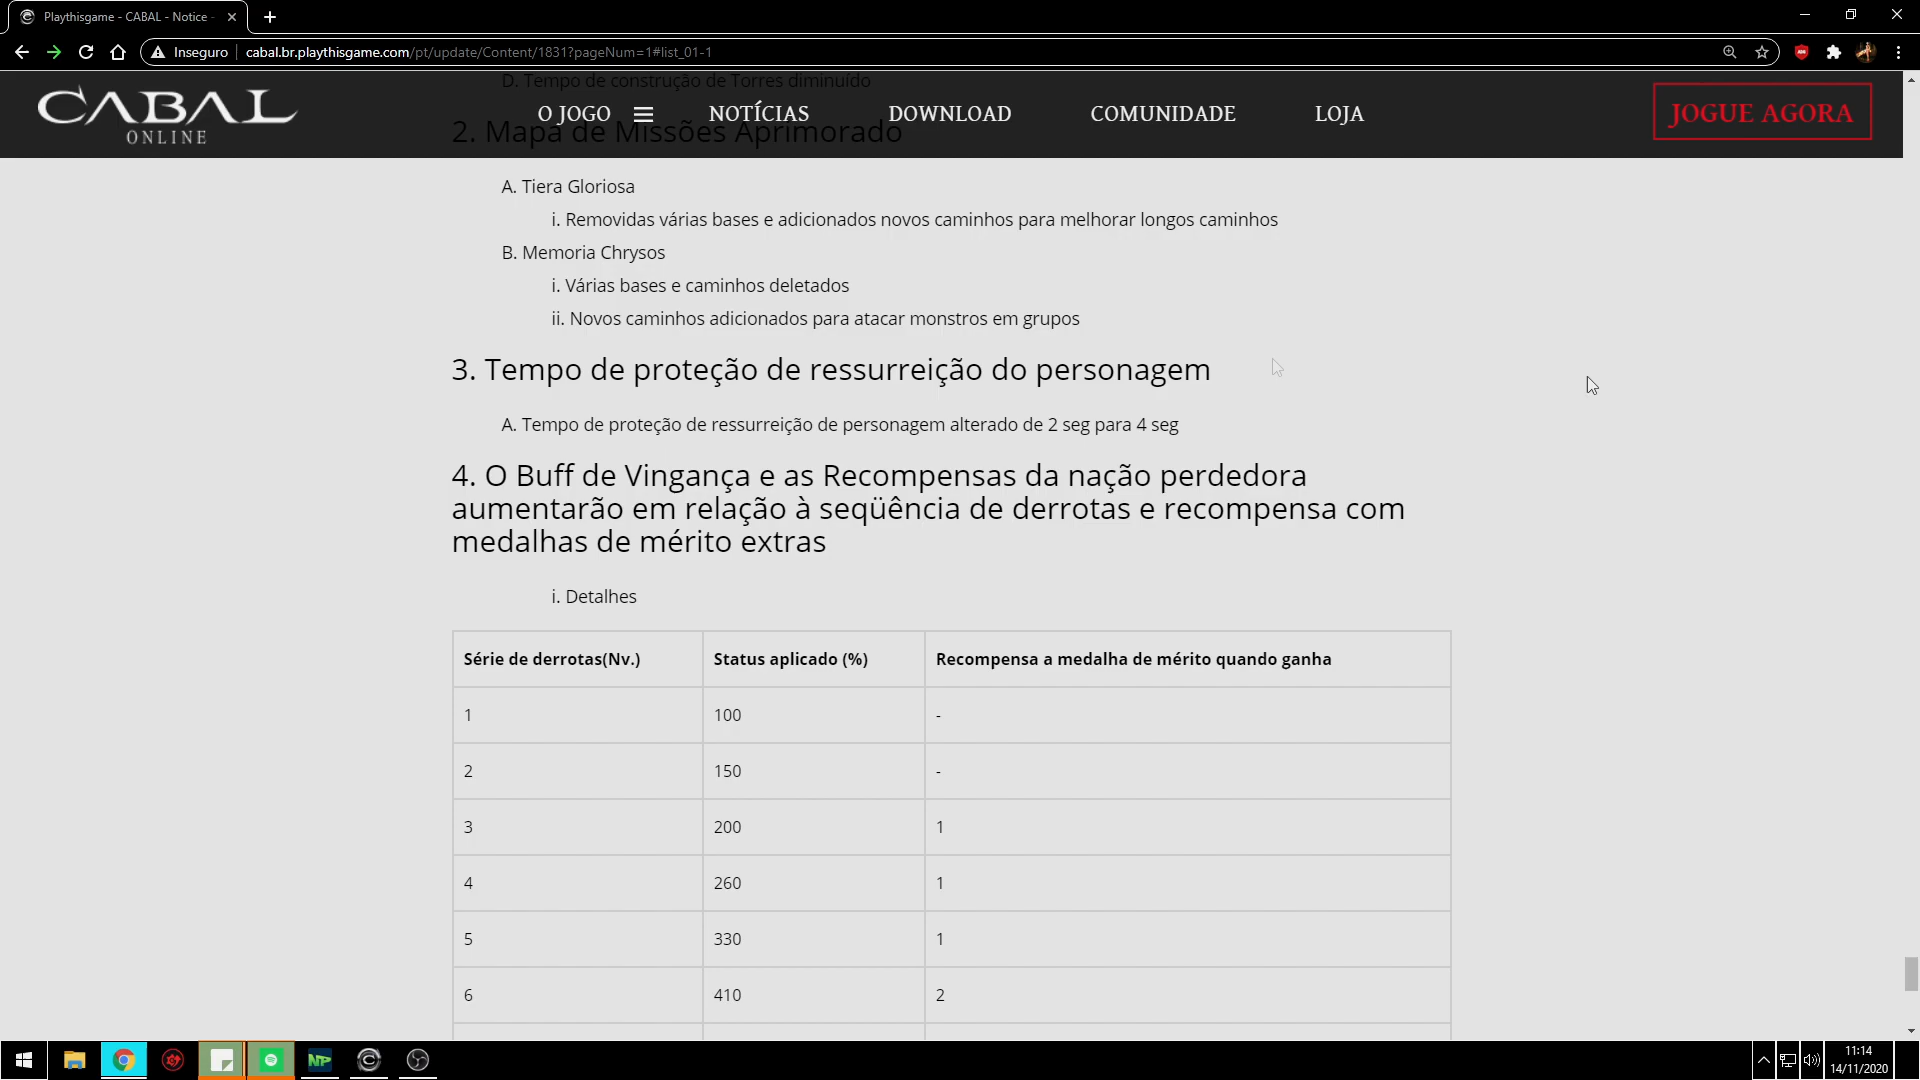 Playthisgame - CABAL - Notice -
Inseguro
cabal.br.playthisgame.com/pt/update/Content/1831?pageNum=1#list_01-1
D. Tempo de construção de Torres diminuído
CABAL
ONLINE
O JOGO
NOTÍCIAS
DOWNLOAD
COMUNIDADE
LOJA
JOGUE AGORA
2. Mapa de Missões Aprimorado
A. Tiera Gloriosa
i. Removidas várias bases e adicionados novos caminhos para melhorar longos caminhos
B. Memoria Chrysos
i. Várias bases e caminhos deletados
ii. Novos caminhos adicionados para atacar monstros em grupos
3. Tempo de proteção de ressurreição do personagem
A. Tempo de proteção de ressurreição de personagem alterado de 2 seg para 4 seg
4. O Buff de Vingança e as Recompensas da nação perdedora
aumentarão em relação à seqüência de derrotas e recompensa com
medalhas de mérito extras
i. Detalhes
Série de derrotas(Nv.) Status aplicado (%) Recompensa a medalha de mérito quando ganha
1 100 -
2 150 -
3 200 1
4 260 1
5 330 1
6 410 2
NP
11:14
14/11/2020